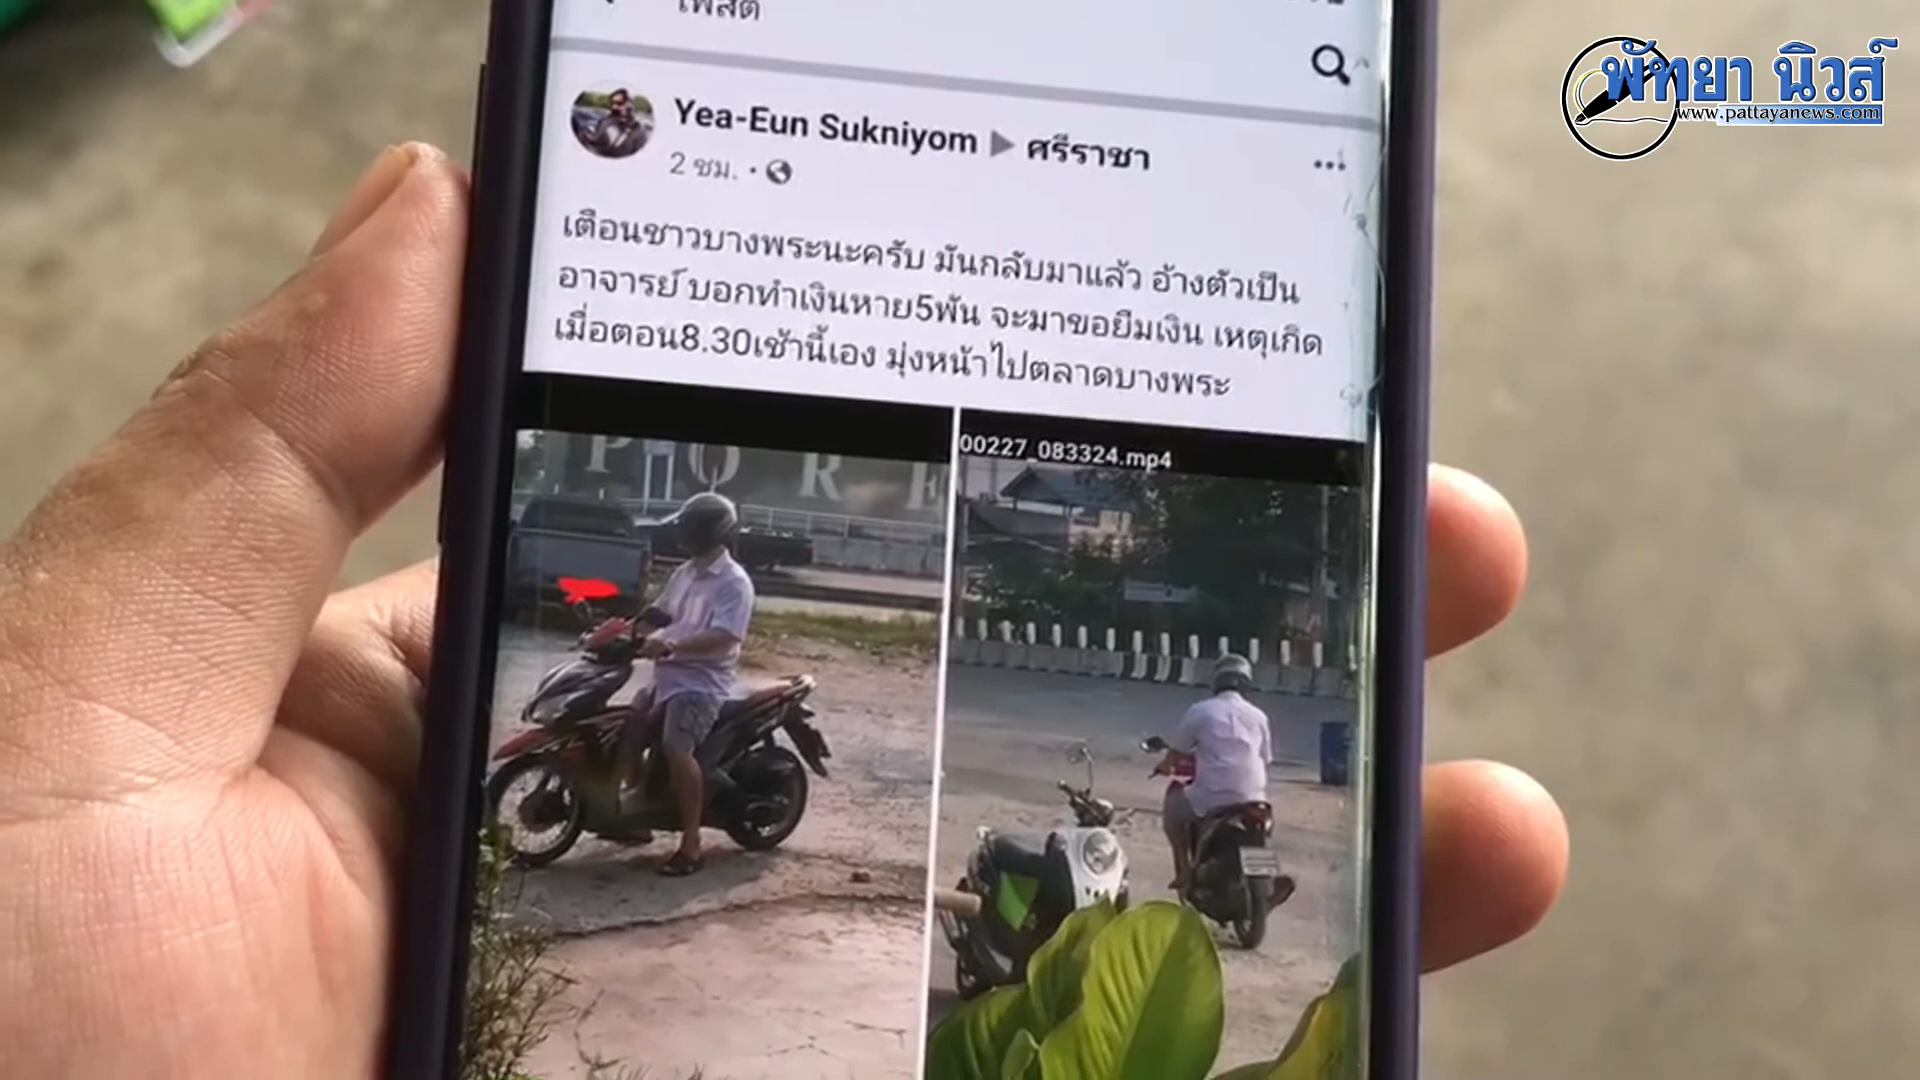 โพสต์
พัทยา นิวส์
www.pattayanews.com
Yea-Eun Sukniyom ▶ ศรีราชา
2 ชม. ·
เตือนชาวบางพระนะครับ มันกลับมาแล้ว อ้างตัวเป็น
อาจารย์ บอกทำเงินหาย5พัน จะมาขอยืมเงิน เหตุเกิด
เมื่อตอน8.30เช้านี้เอง มุ่งหน้าไปตลาดบางพระ
PORE
00227_083324.mp4